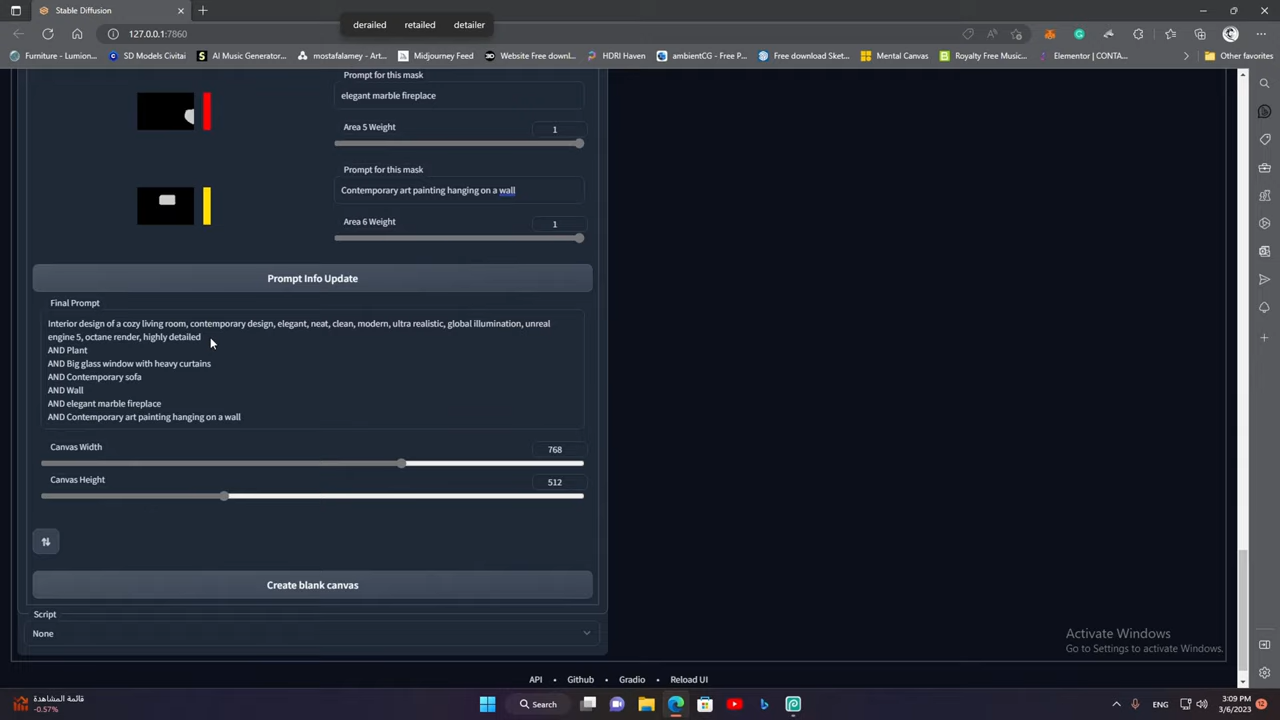 Stable Diffusion
derailed retailed detailer
127.0.0.1:7860
Furniture - Lumion...
SD Models Civitai
AI Music Generator...
mostafalamey - Art...
Midjourney Feed
Website Free downl...
HDRI Haven
ambientCG - Free P...
Free download Sket...
Mental Canvas
Royalty Free Music...
Elementor | CONTA...
Other favorites
Prompt for this mask
elegant marble fireplace
Area 5 Weight
1
Prompt for this mask
Contemporary art painting hanging on a wall
Area 6 Weight
1
Prompt Info Update
Final Prompt
Interior design of a cozy living room, contemporary design, elegant, neat, clean, modern, ultra realistic, global illumination, unreal
engine 5, octane render, highly detailed
AND Plant
AND Big glass window with heavy curtains
AND Contemporary sofa
AND Wall
AND elegant marble fireplace
AND Contemporary art painting hanging on a wall
Canvas Width
768
Canvas Height
512
Create blank canvas
Script
None
Activate Windows
Go to Settings to activate Windows.
API • Github • Gradio • Reload UI
قائمة المشاهدة
-0.57%
Search
ENG
3:09 PM
3/6/2023
12